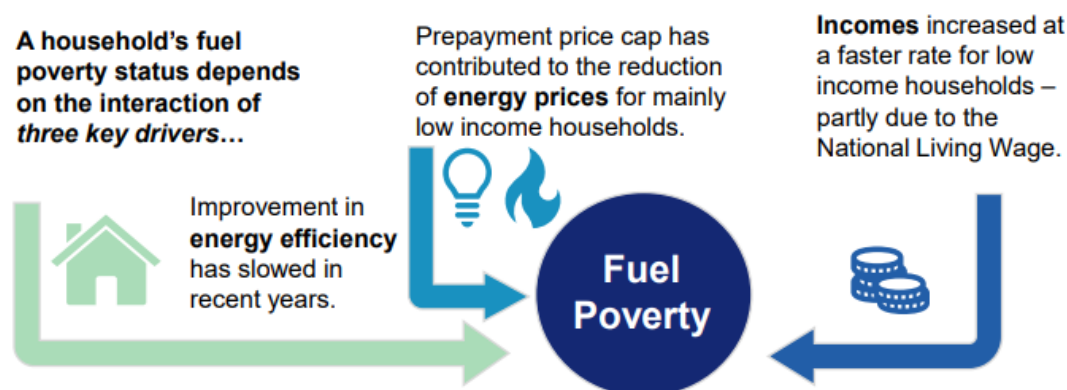 A household’s fuel
poverty status depends
on the interaction of
three key drivers…
Improvement in
energy efficiency
has slowed in
recent years.
Prepayment price cap has
contributed to the reduction
of energy prices for mainly
low income households.
Incomes increased at
a faster rate for low
income households –
partly due to the
National Living Wage.
Fuel
Poverty